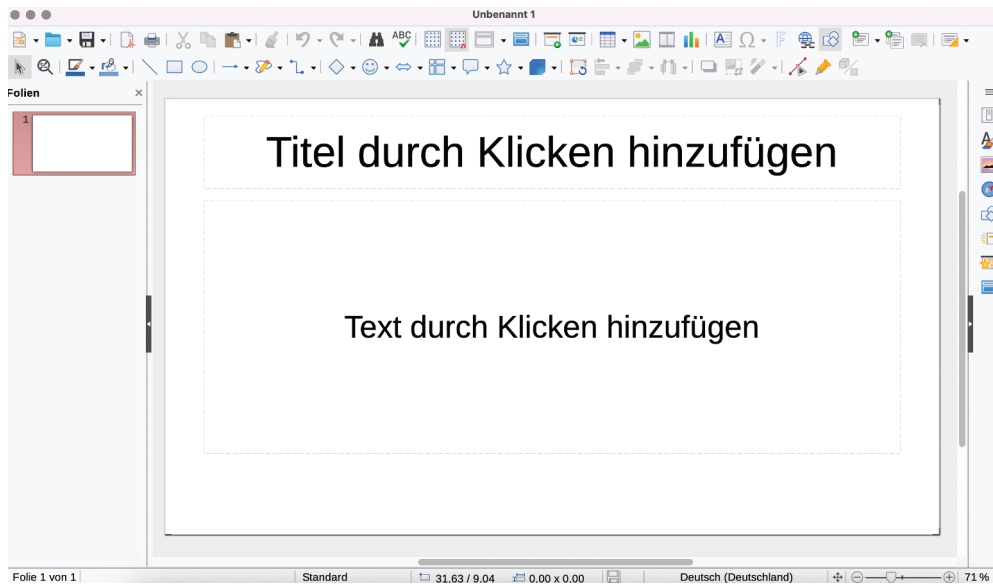 Unbenannt 1
ABC
Folien
1
Titel durch Klicken hinzufügen
Text durch Klicken hinzufügen
Folie 1 von 1
Standard
31,63 / 9,04
0,00 x 0,00
Deutsch (Deutschland)
71 %